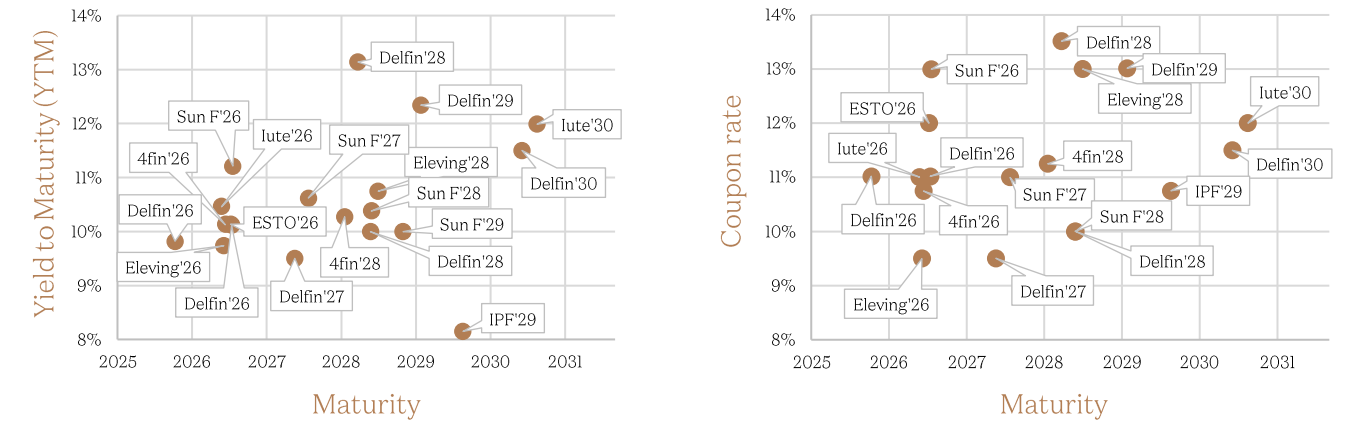 Yield to Maturity (YTM)
14%
13%
12%
11%
10%
9%
8%
2025
2026
2027
2028
2029
2030
2031
Maturity
Delfin'28
Delfin'29
Sun F'26
Iute'26
Iute'30
Sun F'27
4fin'26
Eleving'28
Delfin'30
Sun F'28
Delfin'26
ESTO'26
Sun F'29
Eleving'26
4fin'28
Delfin'28
Delfin'26
Delfin'27
IPF'29
Coupon rate
14%
13%
12%
11%
10%
9%
8%
2025
2026
2027
2028
2029
2030
2031
Maturity
Delfin'28
Sun F'26
Delfin'29
Eleving'28
Iute'30
ESTO'26
Iute'26
Delfin'26
4fin'28
Delfin'30
Sun F'27
IPF'29
Delfin'26
4fin'26
Sun F'28
Delfin'28
Eleving'26
Delfin'27